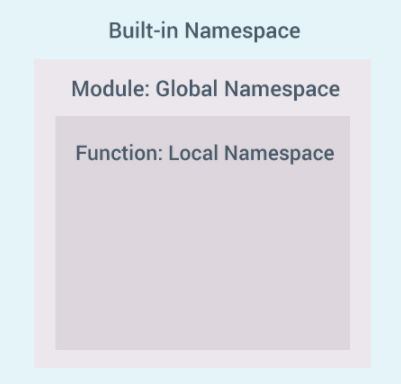 Built-in Namespace
Module: Global Namespace
Function: Local Namespace